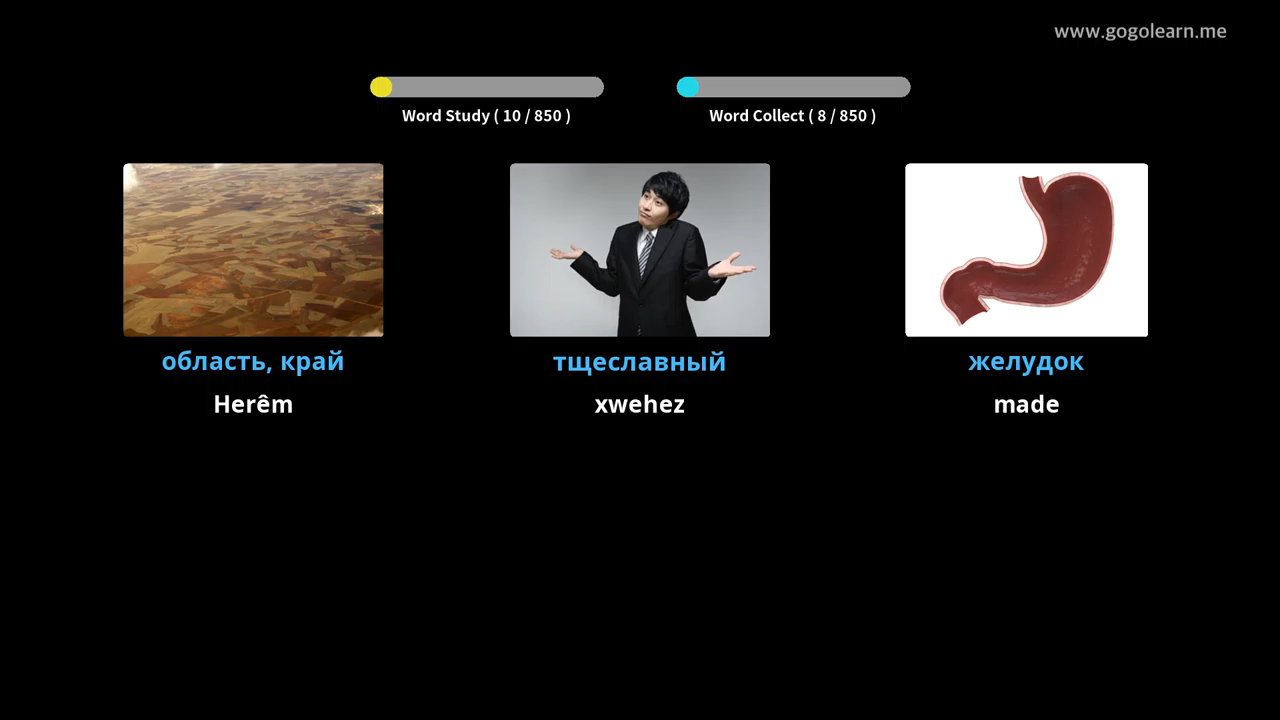 www.gogolearn.me
Word Study ( 10 / 850 )
Word Collect ( 8 / 850 )
область, край
тщеславный
желудок
Herêm
xwehez
made